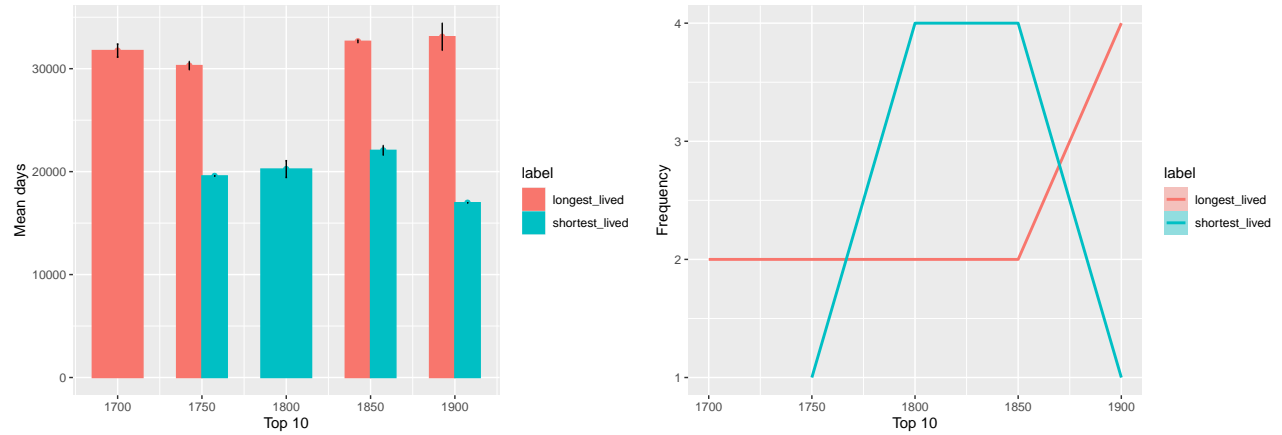 30000
20000
10000
0
1700 1750 1800 1850 1900
Top 10
Mean days
label
longest_lived
shortest_lived
4
3
2
1
1700 1750 1800 1850 1900
Top 10
Frequency
label
longest_lived
shortest_lived